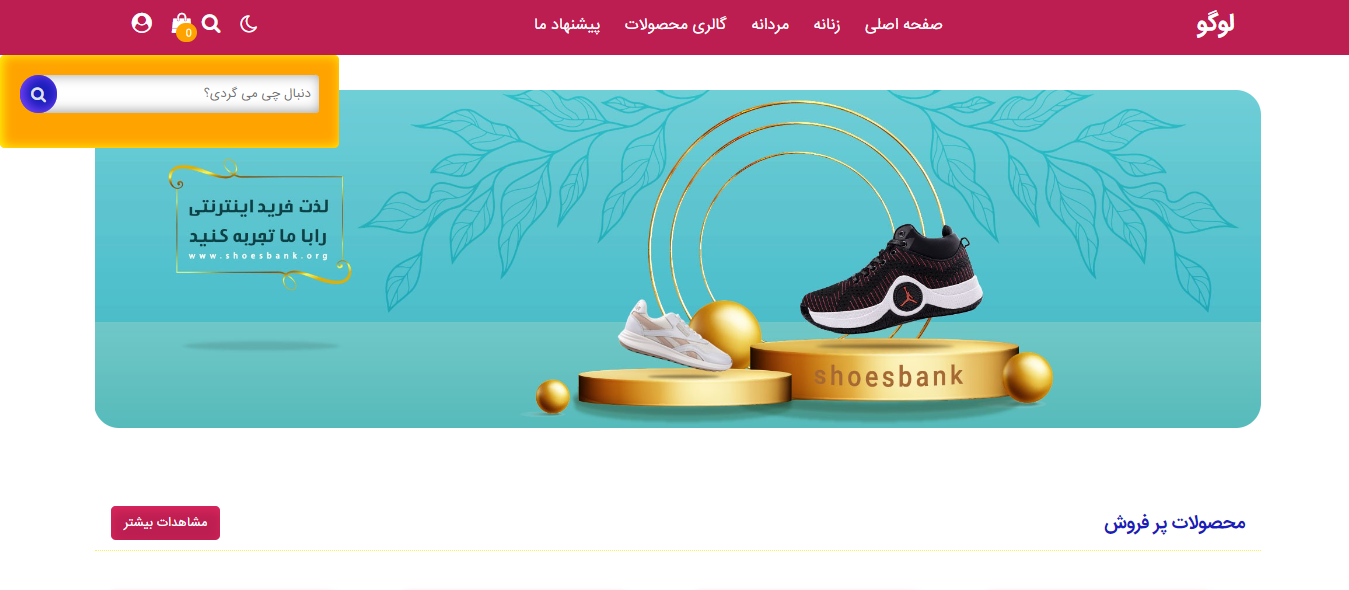 لوگو
صفحه اصلی زنانه مردانه گالری محصولات پیشنهاد ما
0
دنبال چی می گردی؟
لذت خرید اینترنتی
رابا ما تجربه کنید
www.shoesbank.org
shoesbank
محصولات پر فروش
مشاهدات بیشتر